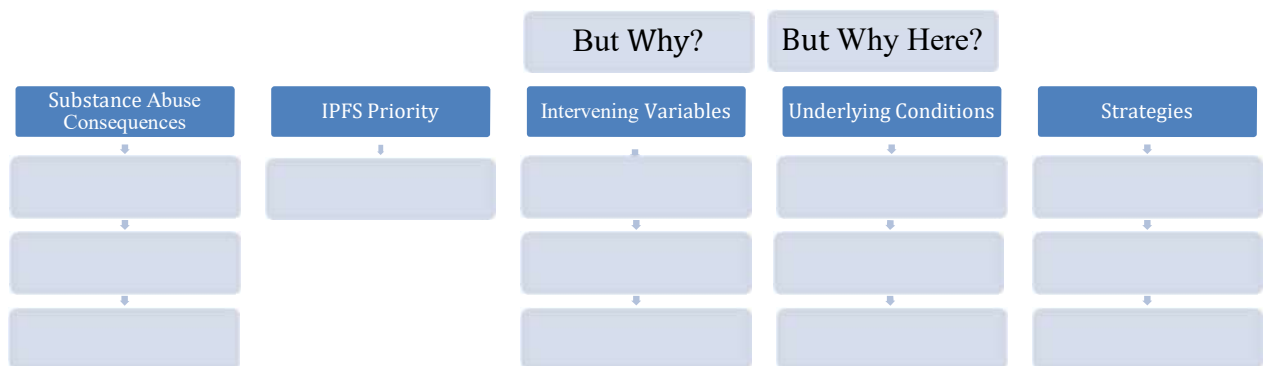 But Why?
But Why Here?
Substance Abuse
Consequences
IPFS Priority
Intervening Variables
Underlying Conditions
Strategies